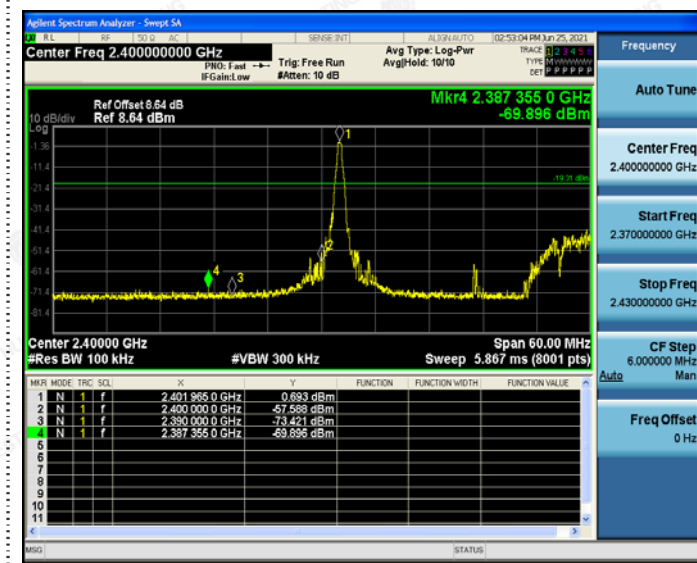 Agilent Spectrum Analyzer - Swept SA
RL RF 50 Ω AC SENSE:INT ALIGN AUTO 02:53:04 PM Jun 25, 2021
Center Freq 2.400000000 GHz
PNO: Fast
IFGain:Low
Trig: Free Run
#Atten: 10 dB
Avg Type: Log-Pwr
Avg|Hold: 10/10
TRACE 1 2 3 4 5 6
TYPE M WWWWW
DET P P P P P P
Frequency
Mkr4 2.387 355 0 GHz
-69.896 dBm
Ref Offset 8.64 dB
10 dB/div Ref 8.64 dBm
Log
1
-1.36
-11.4
-19.31 dBm
-21.4
-31.4
-41.4
2
-51.4
-61.4
4
3
-71.4
-81.4
Center 2.40000 GHz Span 60.00 MHz
#Res BW 100 kHz #VBW 300 kHz Sweep 5.867 ms (8001 pts)
MKR MODE TRC SCL X Y FUNCTION FUNCTION WIDTH FUNCTION VALUE
1 N 1 f 2.401 965 0 GHz 0.693 dBm
2 N 1 f 2.400 000 0 GHz -57.588 dBm
3 N 1 f 2.390 000 0 GHz -73.421 dBm
4 N 1 f 2.387 355 0 GHz -69.896 dBm
5
6
7
8
9
10
11
MSG STATUS
Auto Tune
Center Freq
2.400000000 GHz
Start Freq
2.370000000 GHz
Stop Freq
2.430000000 GHz
CF Step
6.000000 MHz
Auto Man
Freq Offset
0 Hz